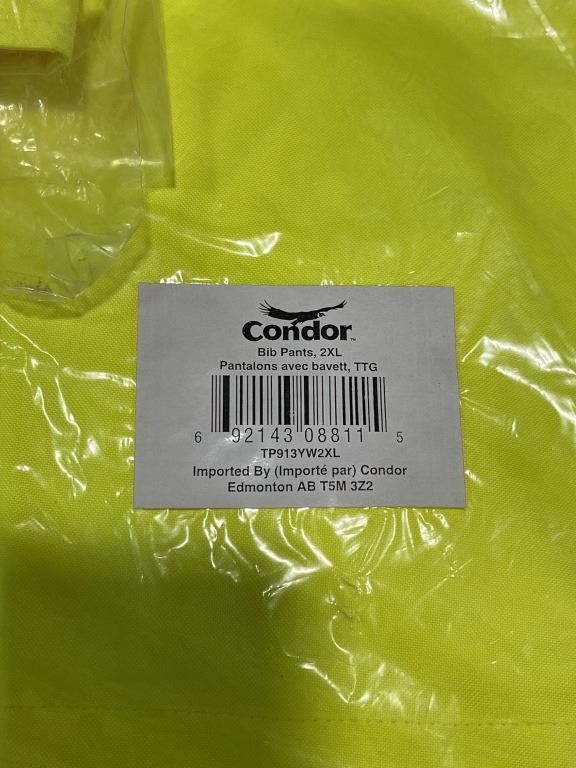 Condor™
Bib Pants, 2XL
Pantalons avec bavett, TTG
6 92143 08811 5
TP913YW2XL
Imported By (Importé par) Condor
Edmonton AB T5M 3Z2